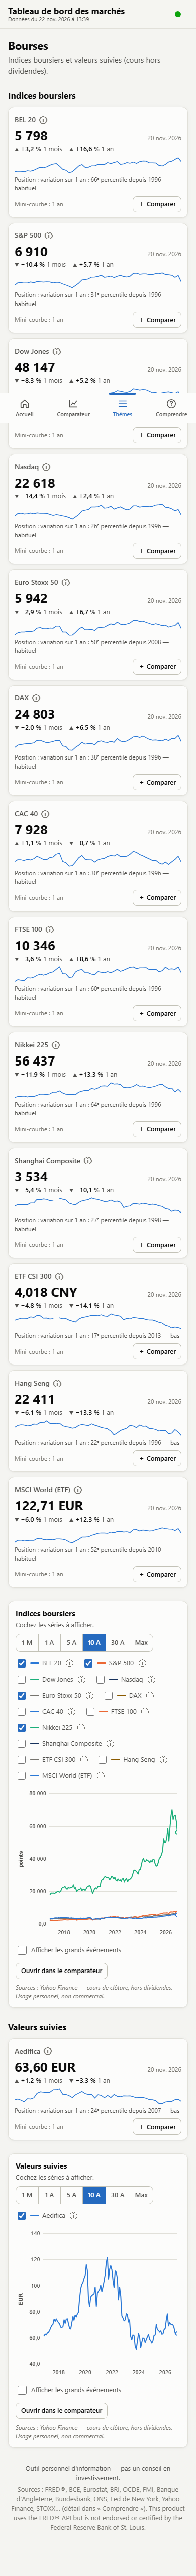 Tableau de bord des marchés
Données du 22 nov. 2026 à 13:59
Bourses
Indices boursiers et valeurs suivies (cours hors
dividendes).
Indices boursiers
BEL 20
5 798
20 nov. 2026
▲ +3,2 % 1 mois ▲ +16,6 % 1 an
Position : variation sur 1 an : 66ᵉ percentile depuis 1996 —
habituel
Mini-courbe : 1 an
+ Comparer
S&P 500
6 910
20 nov. 2026
▼ −10,4 % 1 mois ▲ +5,7 % 1 an
Position : variation sur 1 an : 31ᵉ percentile depuis 1996 —
habituel
Mini-courbe : 1 an
+ Comparer
Dow Jones
48 147
20 nov. 2026
▼ −8,3 % 1 mois ▲ +5,2 % 1 an
Accueil
Comparateur
Thèmes
Comprendre
Mini-courbe : 1 an
+ Comparer
Nasdaq
22 618
20 nov. 2026
▼ −14,4 % 1 mois ▲ +2,4 % 1 an
Position : variation sur 1 an : 26ᵉ percentile depuis 1996 —
habituel
Mini-courbe : 1 an
+ Comparer
Euro Stoxx 50
5 942
20 nov. 2026
▼ −2,9 % 1 mois ▲ +6,7 % 1 an
Position : variation sur 1 an : 50ᵉ percentile depuis 2008 —
habituel
Mini-courbe : 1 an
+ Comparer
DAX
24 803
20 nov. 2026
▼ −2,0 % 1 mois ▲ +6,5 % 1 an
Position : variation sur 1 an : 38ᵉ percentile depuis 1996 —
habituel
Mini-courbe : 1 an
+ Comparer
CAC 40
7 928
20 nov. 2026
▲ +1,1 % 1 mois ▼ −0,7 % 1 an
Position : variation sur 1 an : 30ᵉ percentile depuis 1996 —
habituel
Mini-courbe : 1 an
+ Comparer
FTSE 100
10 346
20 nov. 2026
▼ −3,6 % 1 mois ▲ +8,6 % 1 an
Position : variation sur 1 an : 60ᵉ percentile depuis 1996 —
habituel
Mini-courbe : 1 an
+ Comparer
Nikkei 225
56 437
20 nov. 2026
▼ −11,9 % 1 mois ▲ +13,3 % 1 an
Position : variation sur 1 an : 64ᵉ percentile depuis 1996 —
habituel
Mini-courbe : 1 an
+ Comparer
Shanghai Composite
3 534
20 nov. 2026
▼ −5,4 % 1 mois ▼ −10,1 % 1 an
Position : variation sur 1 an : 27ᵉ percentile depuis 1998 —
habituel
Mini-courbe : 1 an
+ Comparer
ETF CSI 300
4,018 CNY
20 nov. 2026
▼ −4,8 % 1 mois ▼ −14,1 % 1 an
Position : variation sur 1 an : 17ᵉ percentile depuis 2013 — bas
Mini-courbe : 1 an
+ Comparer
Hang Seng
22 411
20 nov. 2026
▼ −6,1 % 1 mois ▼ −13,3 % 1 an
Position : variation sur 1 an : 22ᵉ percentile depuis 1996 — bas
Mini-courbe : 1 an
+ Comparer
MSCI World (ETF)
122,71 EUR
20 nov. 2026
▼ −6,0 % 1 mois ▲ +12,3 % 1 an
Position : variation sur 1 an : 52ᵉ percentile depuis 2010 —
habituel
Mini-courbe : 1 an
+ Comparer
Indices boursiers
Cochez les séries à afficher.
1 M 1 A 5 A 10 A 30 A Max
BEL 20 S&P 500
Dow Jones Nasdaq
Euro Stoxx 50 DAX
CAC 40 FTSE 100
Nikkei 225
Shanghai Composite
ETF CSI 300 Hang Seng
MSCI World (ETF)
80 000
60 000
40 000
20 000
0,0
points
2018 2020 2022 2024 2026
Afficher les grands événements
Ouvrir dans le comparateur
Sources : Yahoo Finance — cours de clôture, hors dividendes.
Usage personnel, non commercial.
Valeurs suivies
Aedifica
63,60 EUR
20 nov. 2026
▲ +1,2 % 1 mois ▼ −3,3 % 1 an
Position : variation sur 1 an : 24ᵉ percentile depuis 2007 — bas
Mini-courbe : 1 an
+ Comparer
Valeurs suivies
Cochez les séries à afficher.
1 M 1 A 5 A 10 A 30 A Max
Aedifica
140
120
100
80,0
60,0
40,0
EUR
2018 2020 2022 2024 2026
Afficher les grands événements
Ouvrir dans le comparateur
Sources : Yahoo Finance — cours de clôture, hors dividendes.
Usage personnel, non commercial.
Outil personnel d'information — pas un conseil en
investissement.
Sources : FRED®, BCE, Eurostat, BRI, OCDE, FMI, Banque
d'Angleterre, Bundesbank, ONS, Fed de New York, Yahoo
Finance, STOXX… (détail dans « Comprendre »). This product
uses the FRED® API but is not endorsed or certified by the
Federal Reserve Bank of St. Louis.